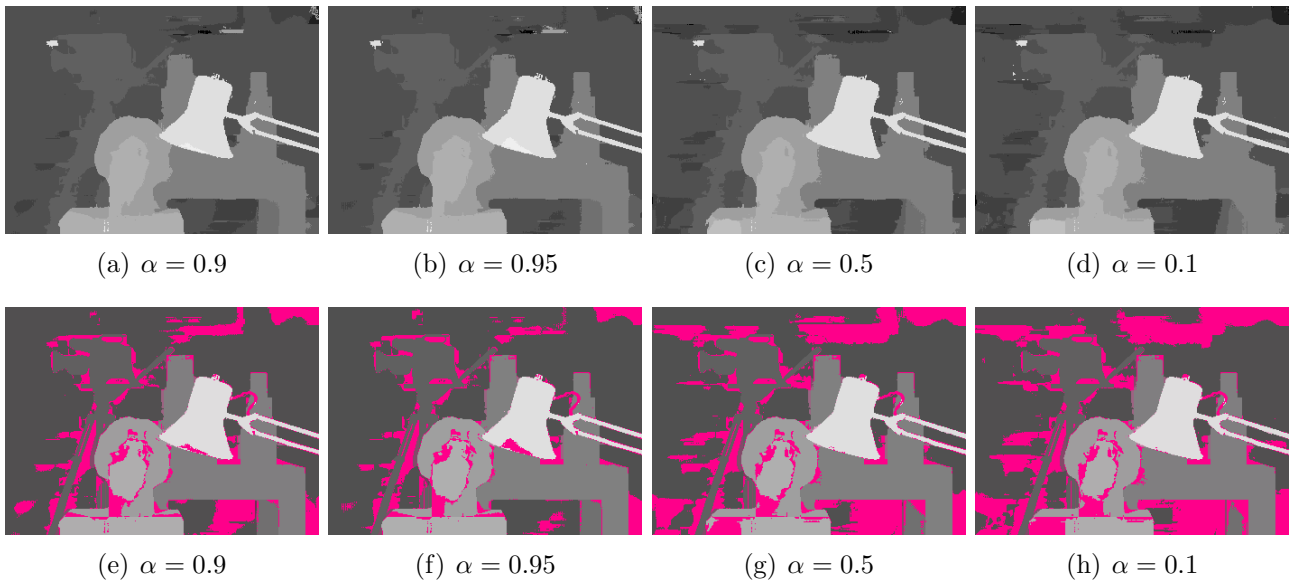 (a) α = 0.9
(b) α = 0.95
(c) α = 0.5
(d) α = 0.1
(e) α = 0.9
(f) α = 0.95
(g) α = 0.5
(h) α = 0.1